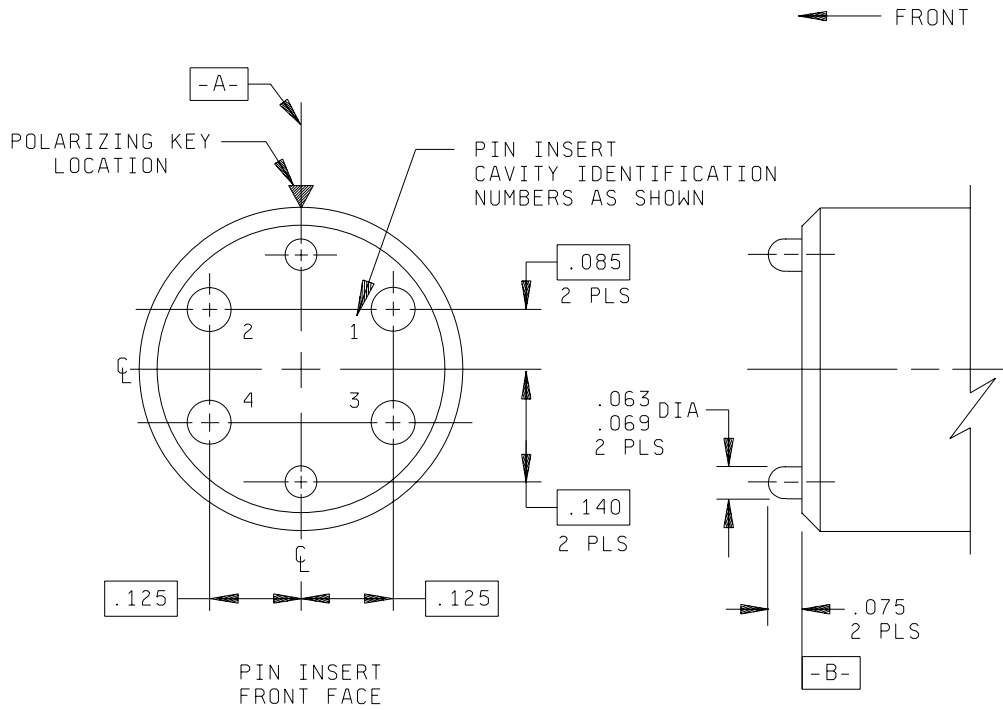 FRONT
-A-
POLARIZING KEY
LOCATION
PIN INSERT
CAVITY IDENTIFICATION
NUMBERS AS SHOWN
.085
2 PLS
2
1
℄
4
3
.063
.069
DIA
2 PLS
.140
2 PLS
℄
.125
.125
.075
2 PLS
PIN INSERT
FRONT FACE
-B-